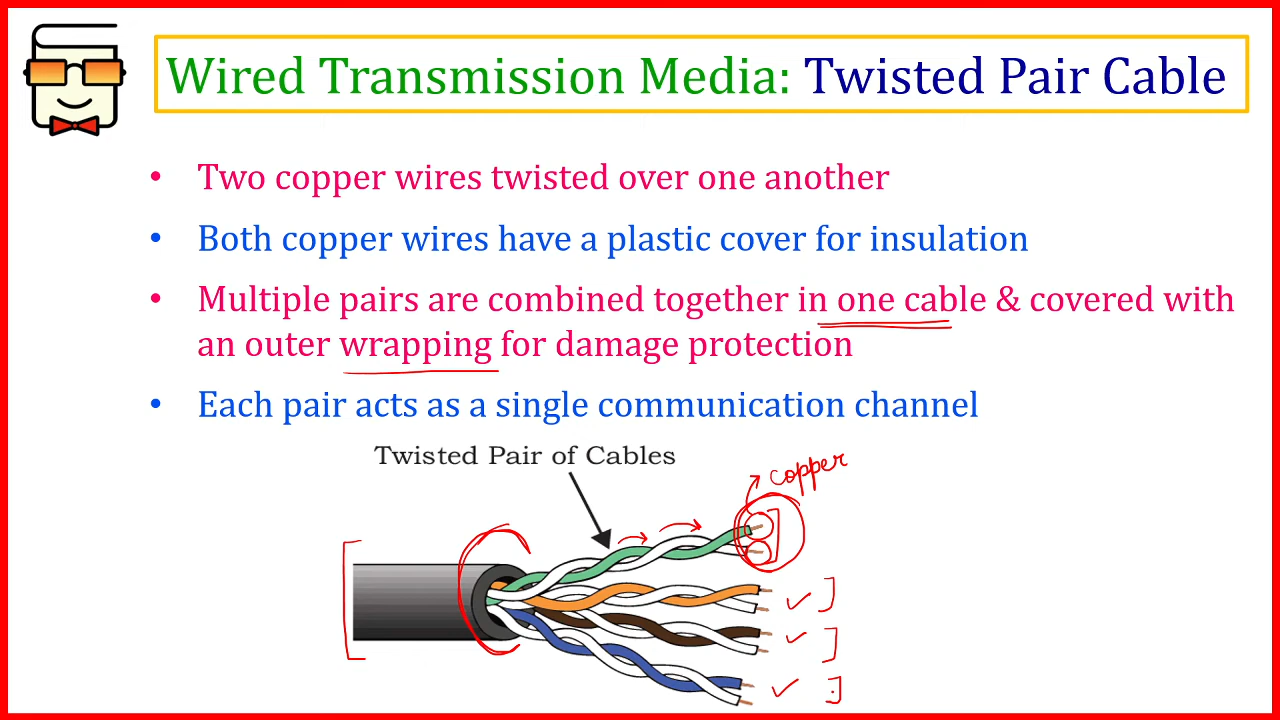 Wired Transmission Media: Twisted Pair Cable
• Two copper wires twisted over one another
• Both copper wires have a plastic cover for insulation
• Multiple pairs are combined together in one cable & covered with
an outer wrapping for damage protection
• Each pair acts as a single communication channel
Twisted Pair of Cables
copper